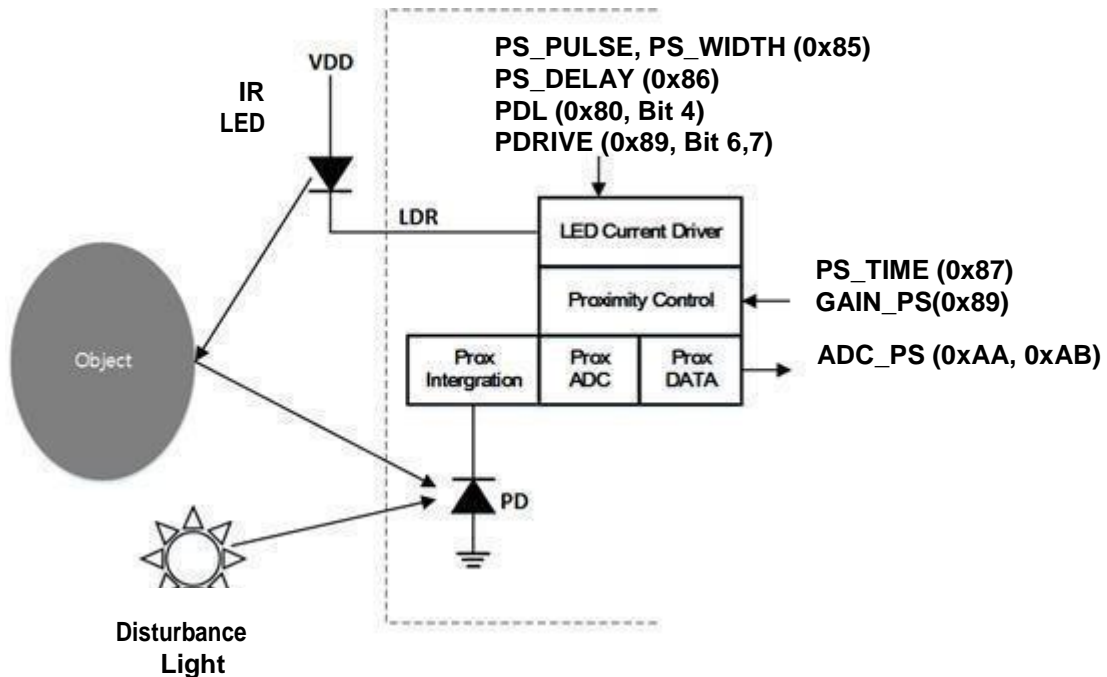 PS_PULSE, PS_WIDTH (0x85)
PS_DELAY (0x86)
PDL (0x80, Bit 4)
PDRIVE (0x89, Bit 6,7)
VDD
IR
LED
LDR
LED Current Driver
Proximity Control
PS_TIME (0x87)
GAIN_PS(0x89)
Object
Prox
Intergration
Prox
ADC
Prox
DATA
ADC_PS (0xAA, 0xAB)
PD
Disturbance
Light